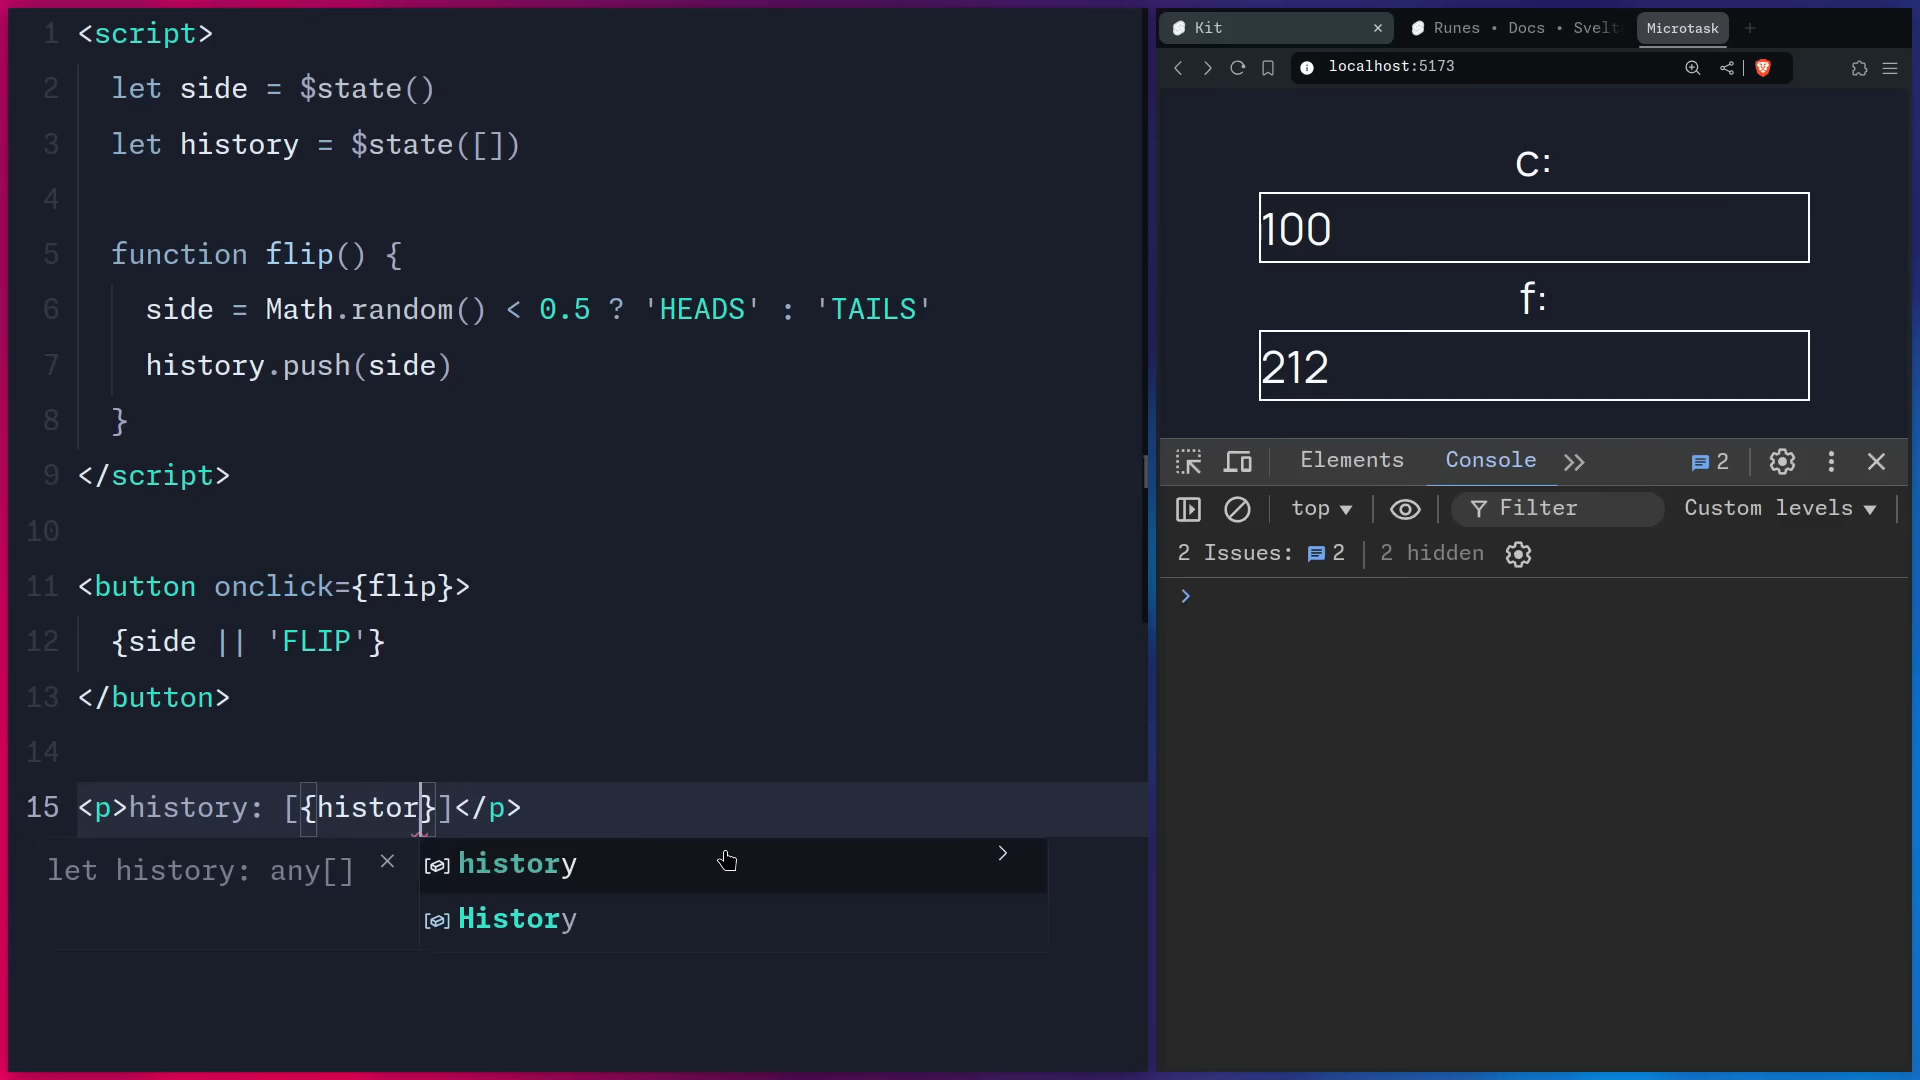 1 <script>
2 let side = $state()
3 let history = $state([])
4
5 function flip() {
6 side = Math.random() < 0.5 ? 'HEADS' : 'TAILS'
7 history.push(side)
8 }
9 </script>
10
11 <button onclick={flip}>
12 {side || 'FLIP'}
13 </button>
14
15 <p>history: [{histor}]</p>
let history: any[]
history
History
Kit
Runes • Docs • Svelt
Microtask
localhost:5173
c:
100
f:
212
Elements Console 2
top Filter Custom levels
2 Issues: 2 2 hidden